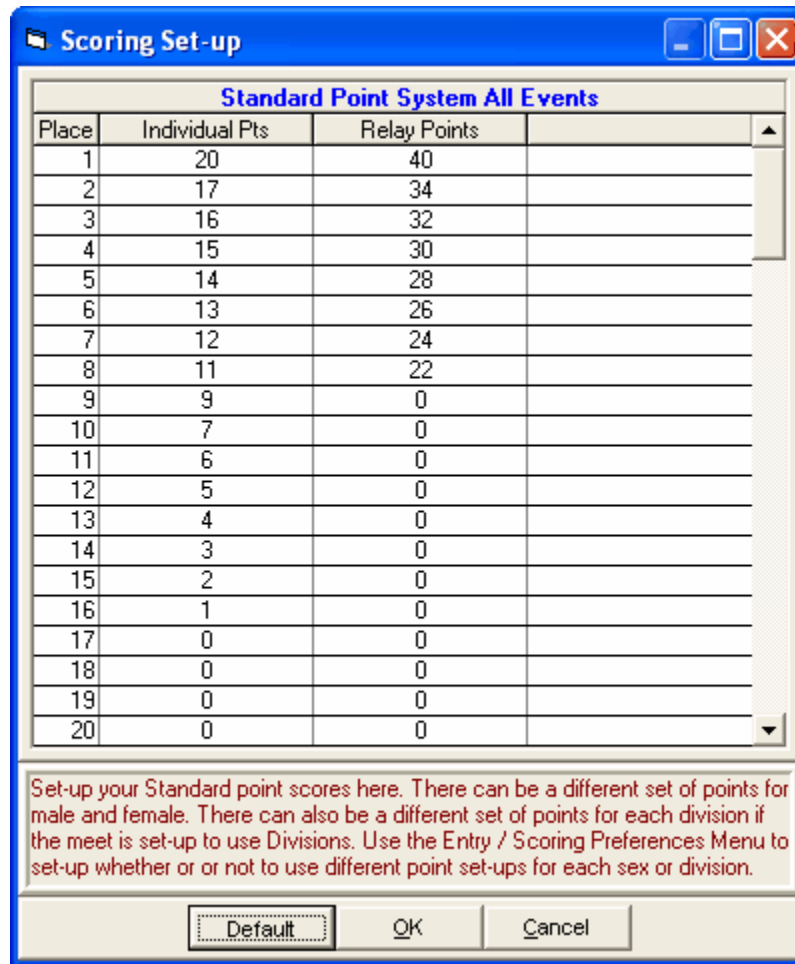 Scoring Set-up
Standard Point System All Events
Place Individual Pts Relay Points
1 20 40
2 17 34
3 16 32
4 15 30
5 14 28
6 13 26
7 12 24
8 11 22
9 9 0
10 7 0
11 6 0
12 5 0
13 4 0
14 3 0
15 2 0
16 1 0
17 0 0
18 0 0
19 0 0
20 0 0
Set-up your Standard point scores here. There can be a different set of points for
male and female. There can also be a different set of points for each division if
the meet is set-up to use Divisions. Use the Entry / Scoring Preferences Menu to
set-up whether or or not to use different point set-ups for each sex or division.
Default OK Cancel